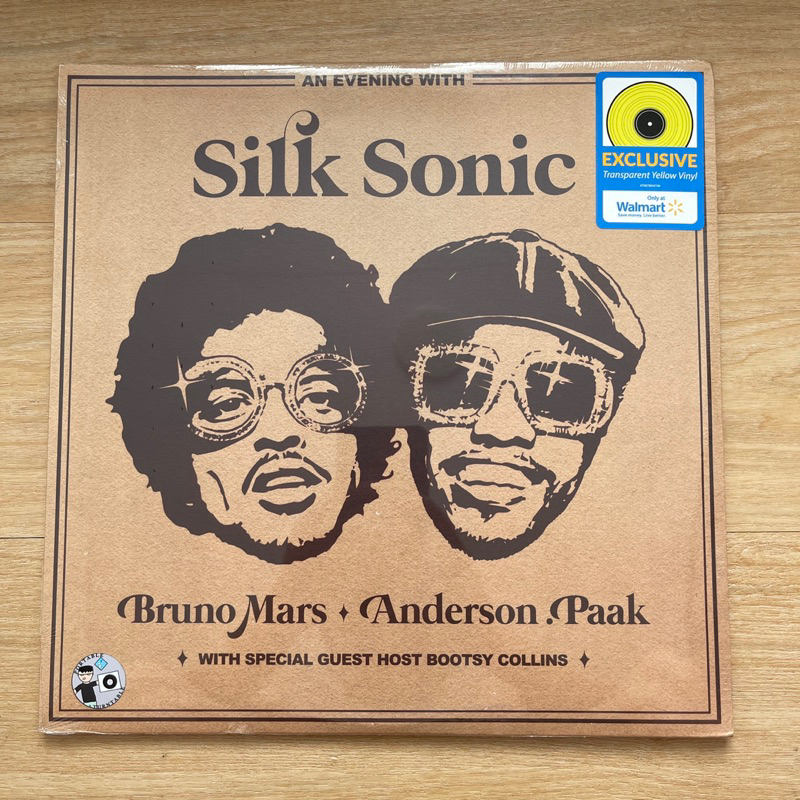 AN EVENING WITH
Silk Sonic
EXCLUSIVE
Transparent Yellow Vinyl
Only at
Walmart
Save money. Live better.
Bruno Mars Anderson .Paak
WITH SPECIAL GUEST HOST BOOTSY COLLINS